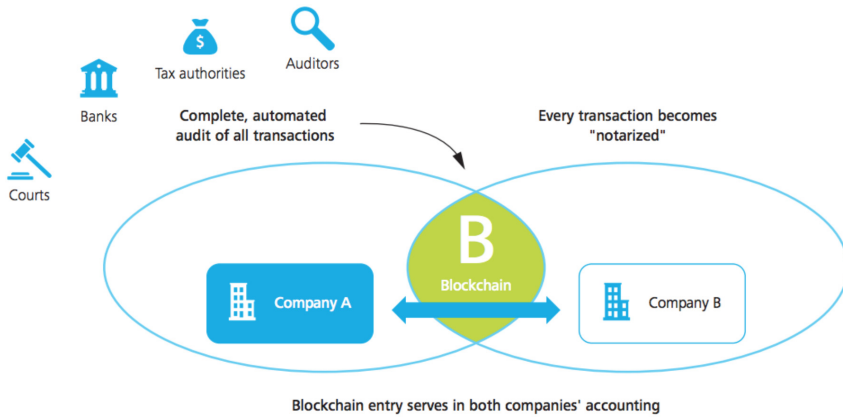 $
Tax authorities
Auditors
Banks
Courts
Complete, automated
audit of all transactions
Every transaction becomes
"notarized"
B
Blockchain
Company A
Company B
Blockchain entry serves in both companies' accounting